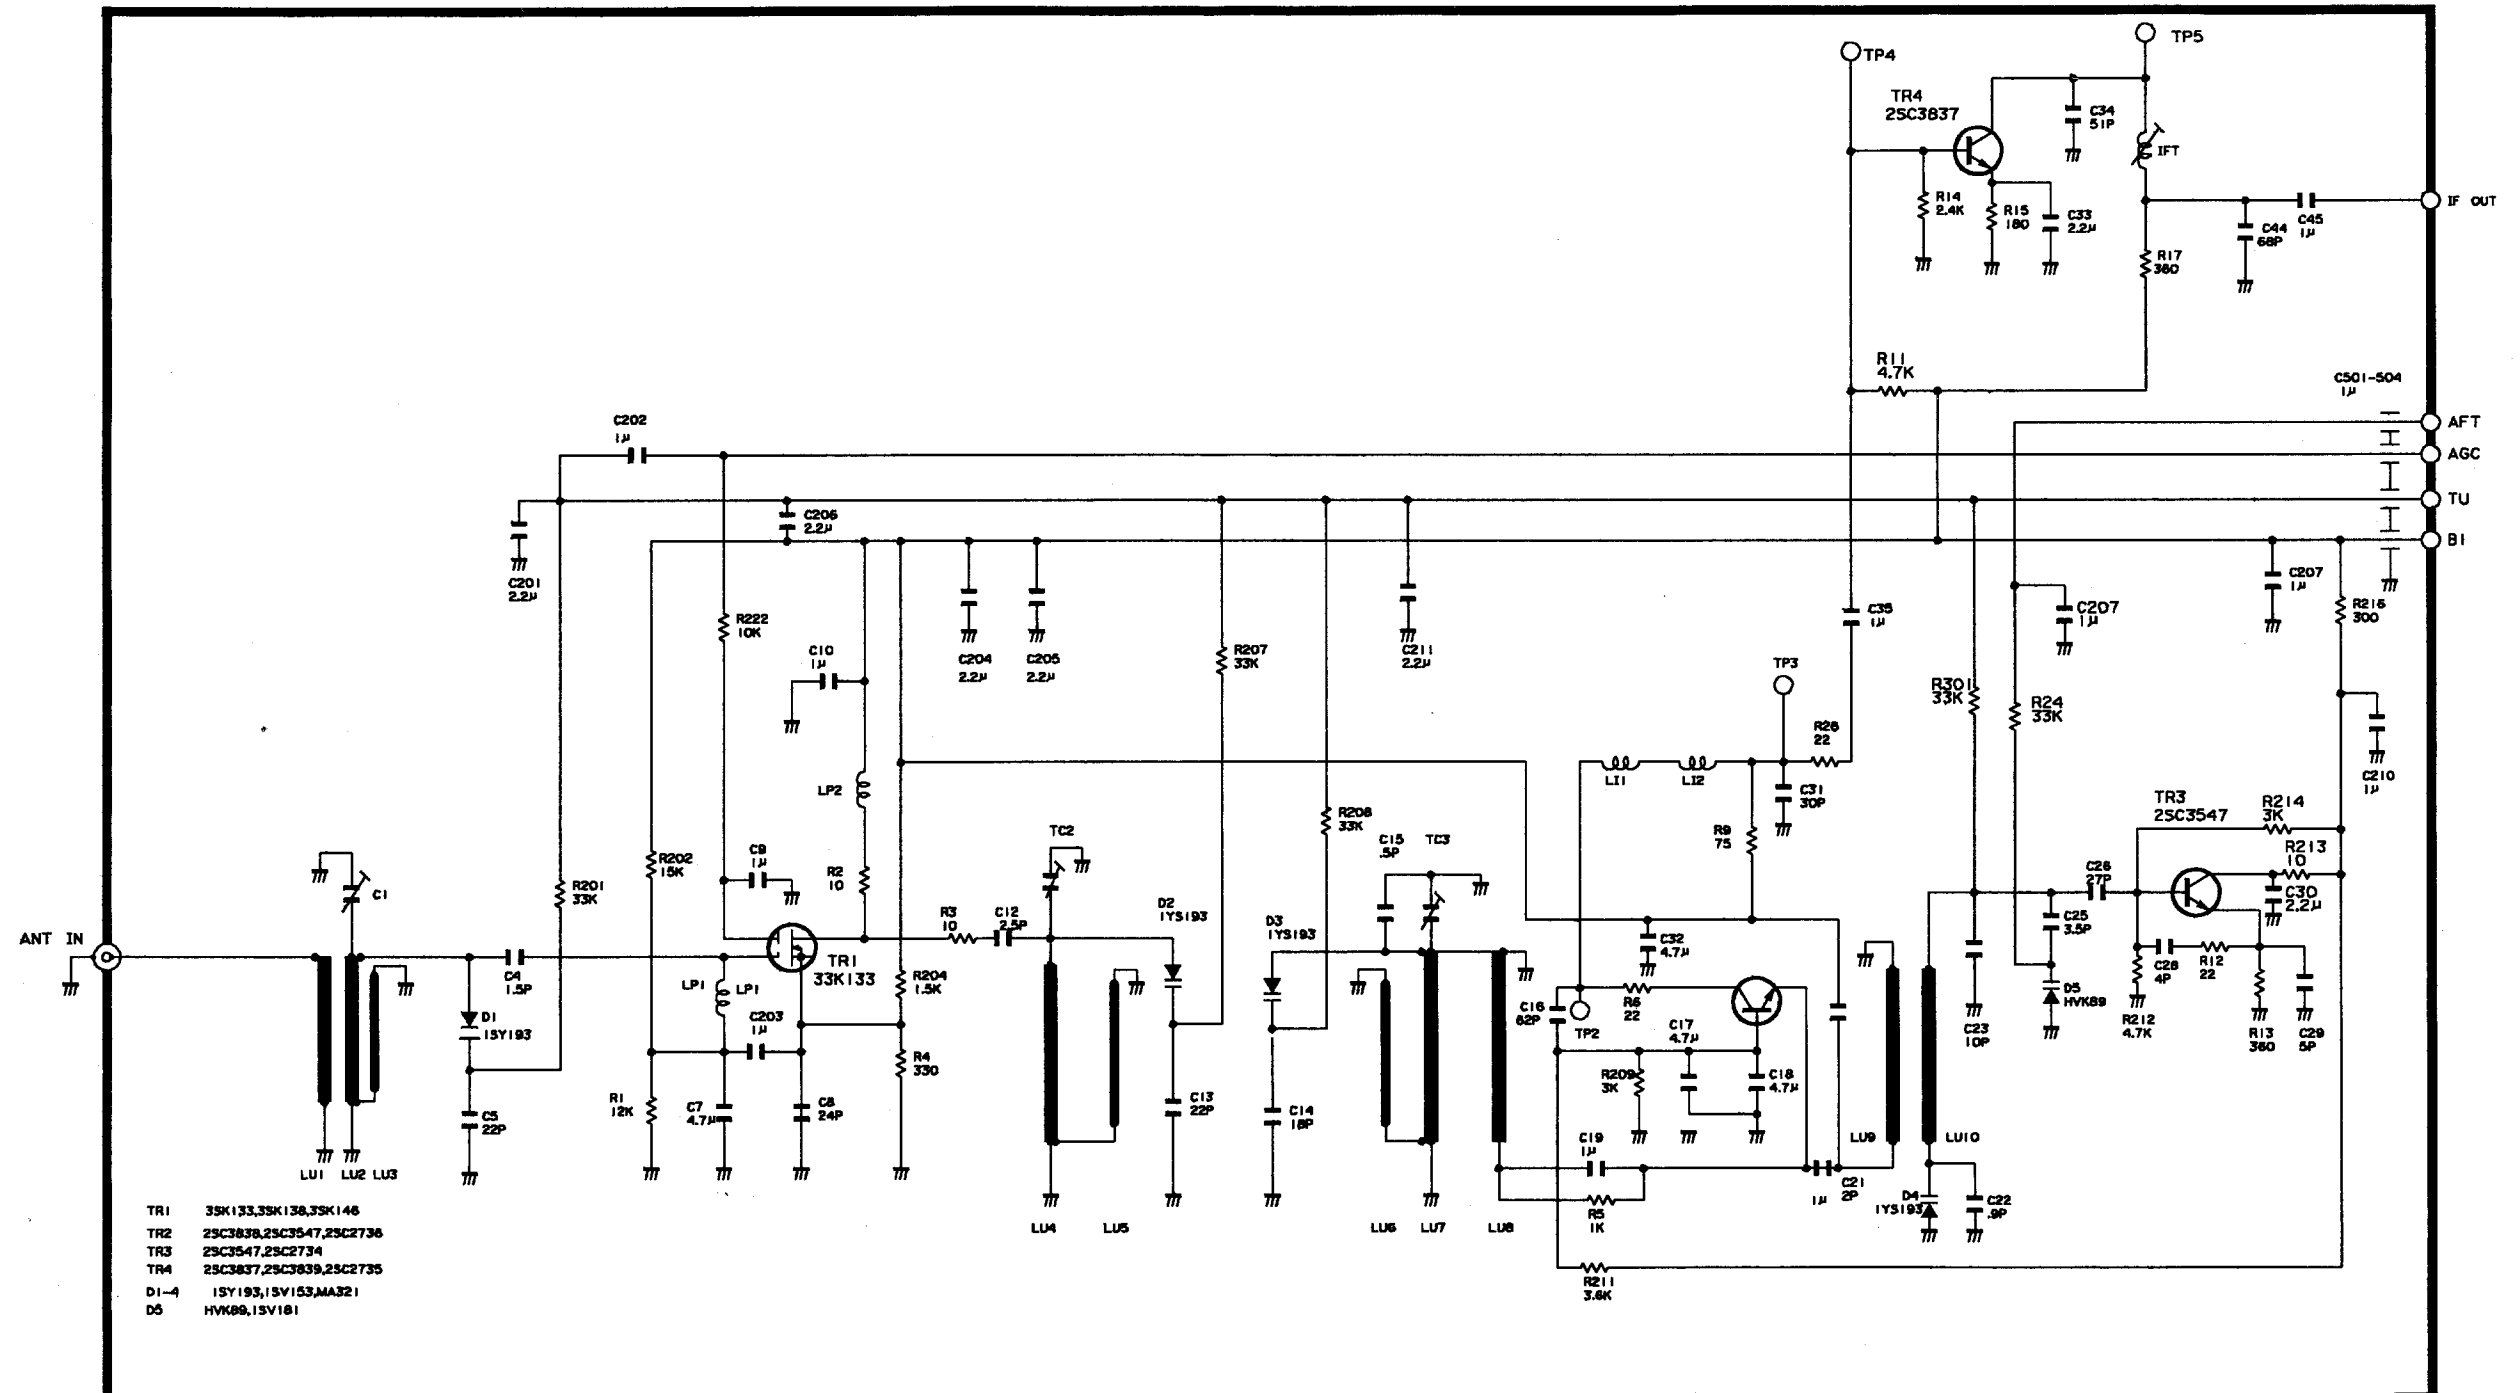 TP4
TP5
TR4
2SC3837
C34
51P
IFT
R14
2.4K
R15
180
C33
2.2μ
C44
68P
C45
1μ
IF OUT
R17
360
R11
4.7K
C501-504
1μ
AFT
AGC
TU
B1
C202
1μ
C206
2.2μ
C201
2.2μ
R222
10K
C10
1μ
C204
2.2μ
C205
2.2μ
R207
33K
C211
2.2μ
C35
1μ
C207
1μ
C207
1μ
R216
300
TP3
R301
33K
R24
33K
R26
22
C210
1μ
LP2
LI1
LI2
C31
30P
R208
33K
R9
75
TR3
2SC3547
R214
3K
R213
10
C30
2.2μ
TC2
C15
.5P
TC3
C9
1μ
R202
15K
R2
10
C1
R201
33K
C26
27P
R3
10
C12
2.5P
D2
1YS193
D3
1YS193
C25
3.5P
ANT IN
C4
1.5P
TR1
33K133
C32
4.7μ
LP1
LP1
R204
1.5K
C28
4P
R12
22
D5
HVK89
C16
82P
TP2
R6
22
C17
4.7μ
D1
1SY193
C203
1μ
C23
10P
R212
4.7K
R13
360
C29
5P
R4
330
R209
3K
C18
4.7μ
R1
12K
C7
4.7μ
C8
24P
C5
22P
C13
22P
C14
18P
C19
1μ
LU9
LU10
LU1
LU2
LU3
1μ
C21
2P
D4
1YS193
C22
.9P
LU4
LU5
LU6
LU7
LU8
R5
1K
R211
3.6K
TR1 3SK133,3SK138,3SK146
TR2 2SC3838,2SC3547,2SC2736
TR3 2SC3547,2SC2734
TR4 2SC3837,2SC3839,2SC2735
D1-4 1SY193,1SV153,MA321
D5 HVK89,1SV181